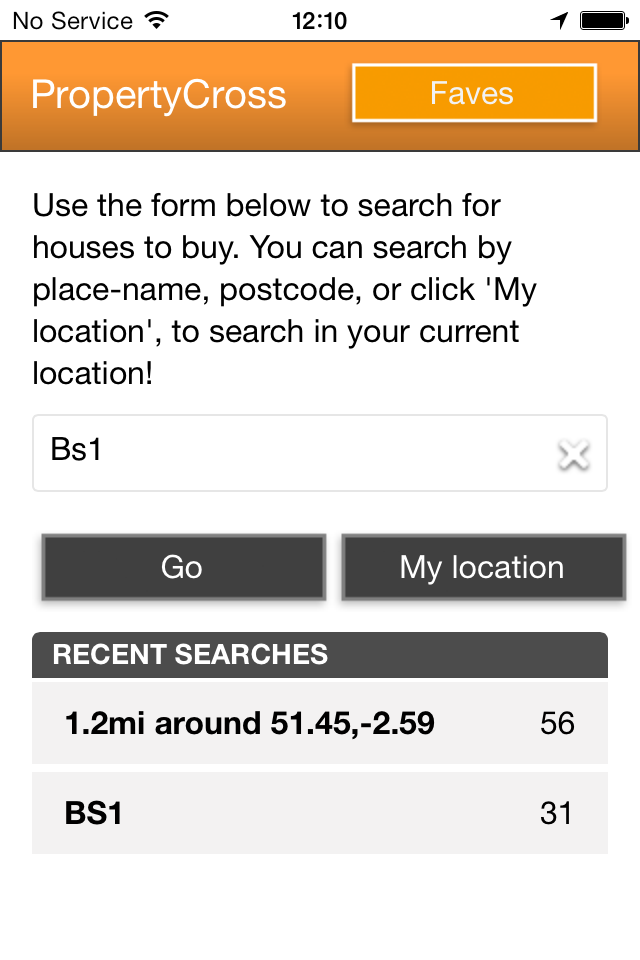 No Service 12:10
PropertyCross Faves
Use the form below to search for
houses to buy. You can search by
place-name, postcode, or click 'My
location', to search in your current
location!
Bs1
Go My location
RECENT SEARCHES
1.2mi around 51.45,-2.59 56
BS1 31